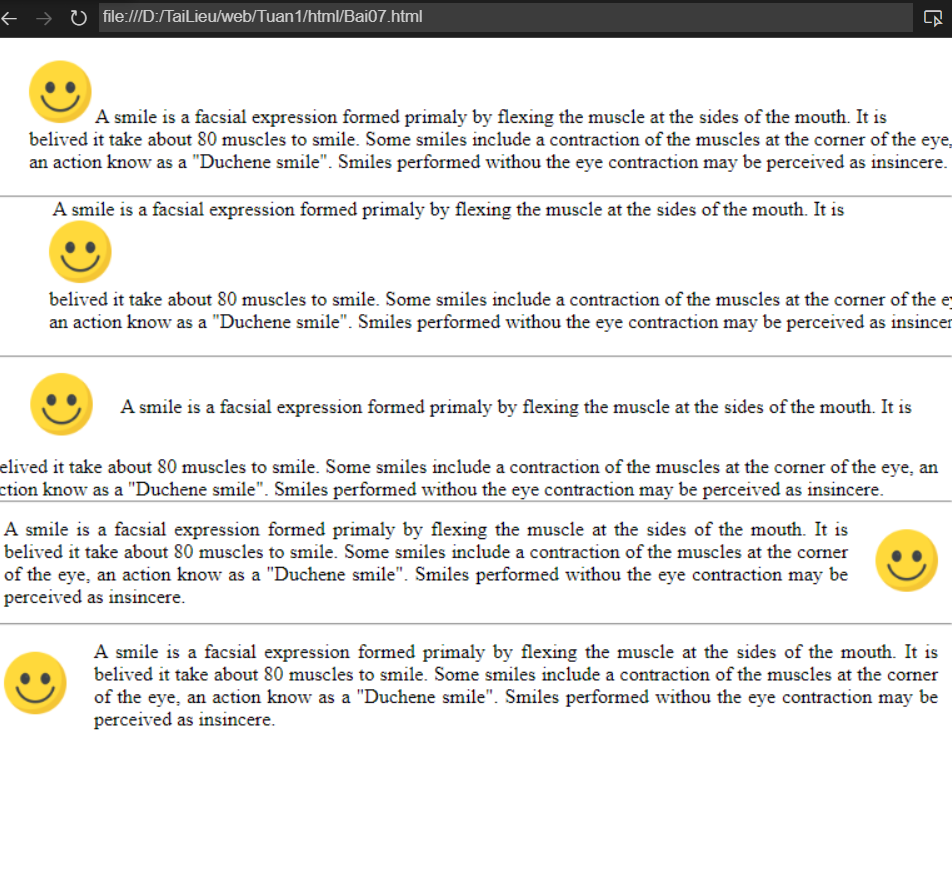 file:///D:/TaiLieu/web/Tuan1/html/Bai07.html
A smile is a facsial expression formed primaly by flexing the muscle at the sides of the mouth. It is
belived it take about 80 muscles to smile. Some smiles include a contraction of the muscles at the corner of the eye,
an action know as a "Duchene smile". Smiles performed withou the eye contraction may be perceived as insincere.
A smile is a facsial expression formed primaly by flexing the muscle at the sides of the mouth. It is
belived it take about 80 muscles to smile. Some smiles include a contraction of the muscles at the corner of the ey
an action know as a "Duchene smile". Smiles performed withou the eye contraction may be perceived as insincer
A smile is a facsial expression formed primaly by flexing the muscle at the sides of the mouth. It is
elived it take about 80 muscles to smile. Some smiles include a contraction of the muscles at the corner of the eye, an
ction know as a "Duchene smile". Smiles performed withou the eye contraction may be perceived as insincere.
A smile is a facsial expression formed primaly by flexing the muscle at the sides of the mouth. It is
belived it take about 80 muscles to smile. Some smiles include a contraction of the muscles at the corner
of the eye, an action know as a "Duchene smile". Smiles performed withou the eye contraction may be
perceived as insincere.
A smile is a facsial expression formed primaly by flexing the muscle at the sides of the mouth. It is
belived it take about 80 muscles to smile. Some smiles include a contraction of the muscles at the corner
of the eye, an action know as a "Duchene smile". Smiles performed withou the eye contraction may be
perceived as insincere.